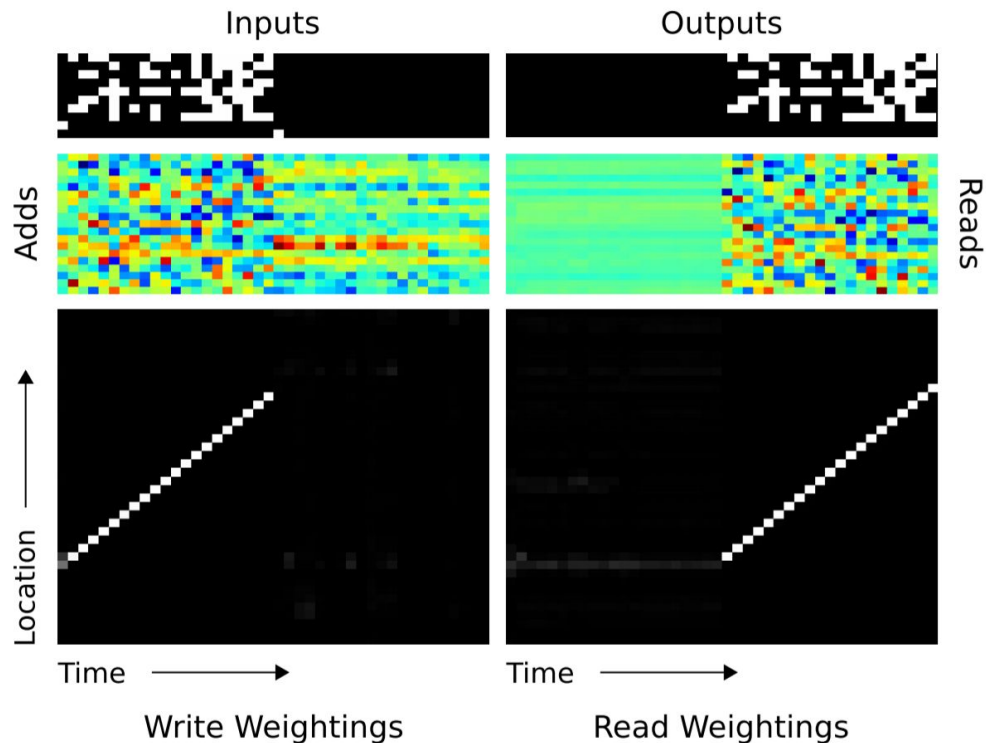 Inputs
Outputs
Adds
Reads
Location
Time
Time
Write Weightings
Read Weightings